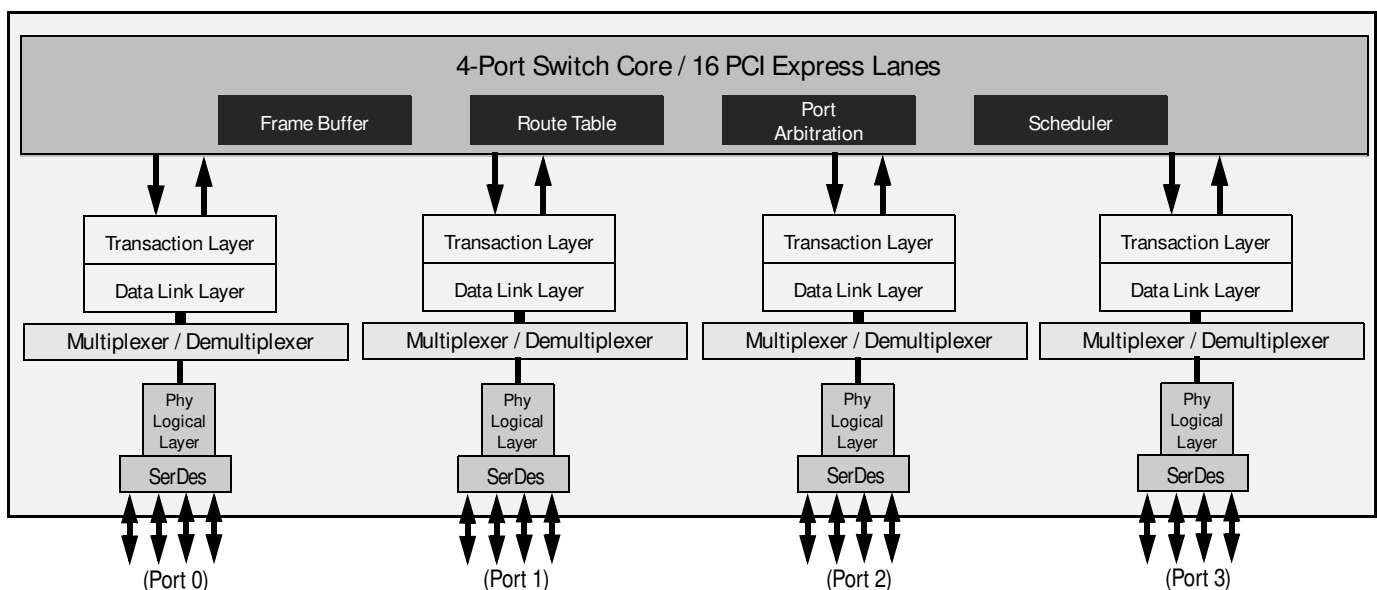 4-Port Switch Core / 16 PCI Express Lanes
Frame Buffer
Route Table
Port
Arbitration
Scheduler
Transaction Layer
Data Link Layer
Multiplexer / Demultiplexer
Phy
Logical
Layer
SerDes
(Port 0)
Transaction Layer
Data Link Layer
Multiplexer / Demultiplexer
Phy
Logical
Layer
SerDes
(Port 1)
Transaction Layer
Data Link Layer
Multiplexer / Demultiplexer
Phy
Logical
Layer
SerDes
(Port 2)
Transaction Layer
Data Link Layer
Multiplexer / Demultiplexer
Phy
Logical
Layer
SerDes
(Port 3)